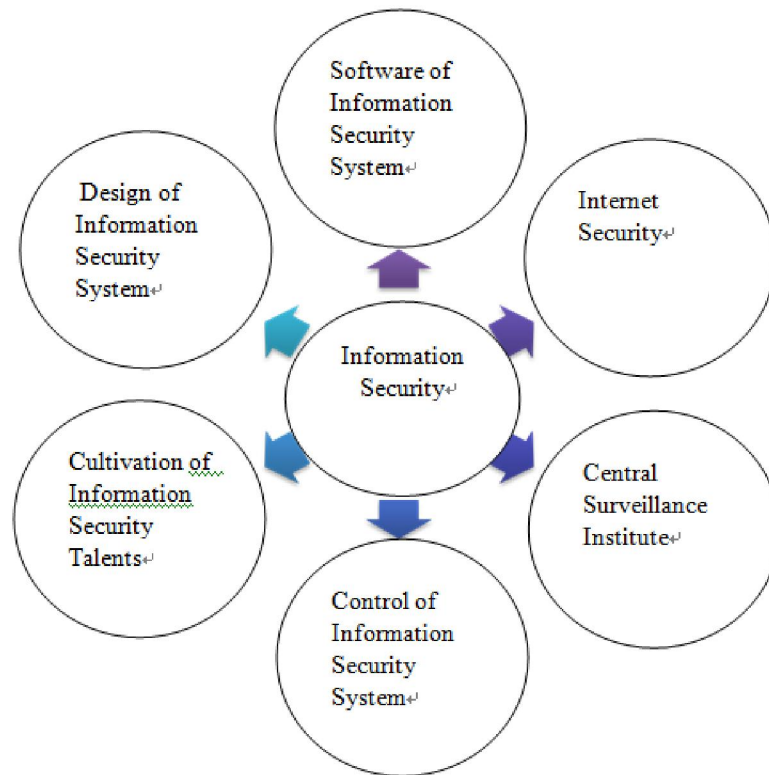 Software of
Information
Security
System↵
Design of
Information
Security
System↵
Internet
Security↵
Information
Security↵
Cultivation of
Information
Security
Talents↵
Central
Surveillance
Institute↵
Control of
Information
Security
System↵